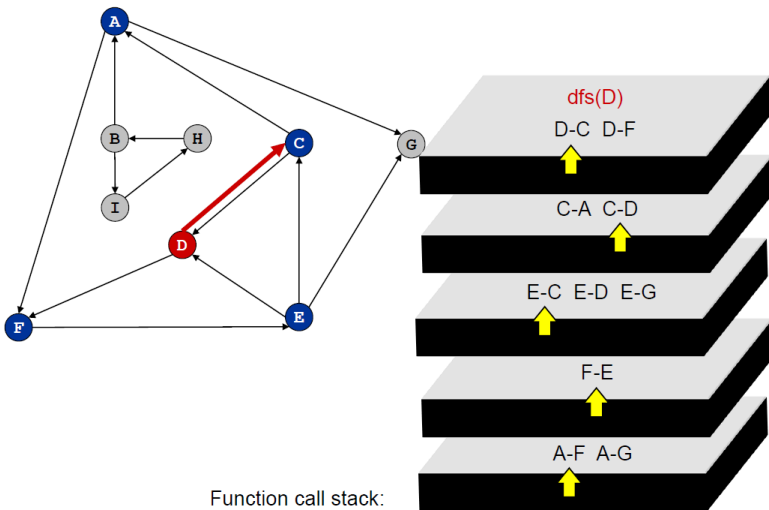 A
B
H
C
G
I
D
F
E
dfs(D)
D-C D-F
C-A C-D
E-C E-D E-G
F-E
A-F A-G
Function call stack: